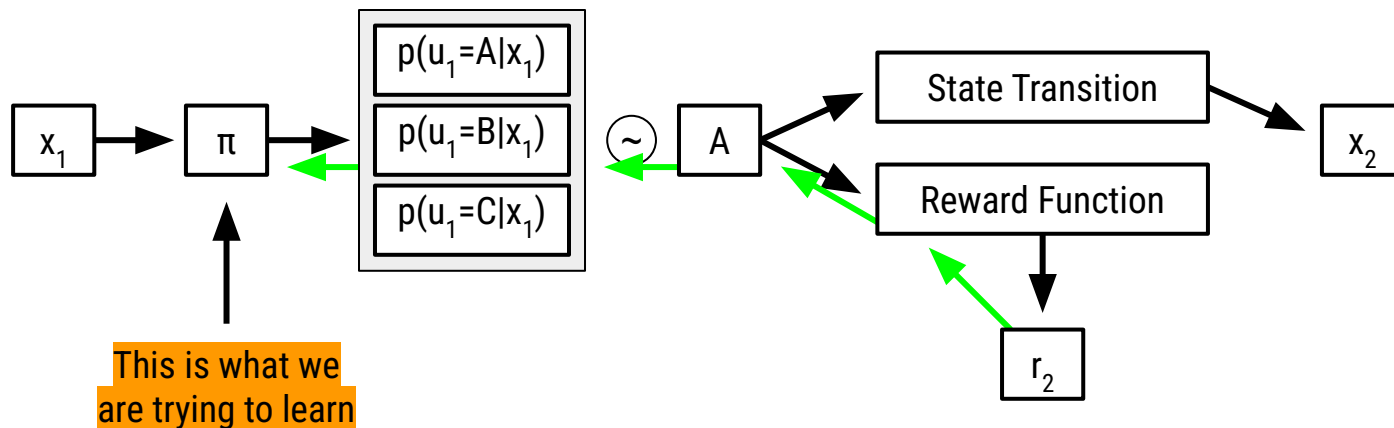 x₁
π
p(u₁=A|x₁)
p(u₁=B|x₁)
p(u₁=C|x₁)
~
A
State Transition
Reward Function
x₂
r₂
This is what we
are trying to learn